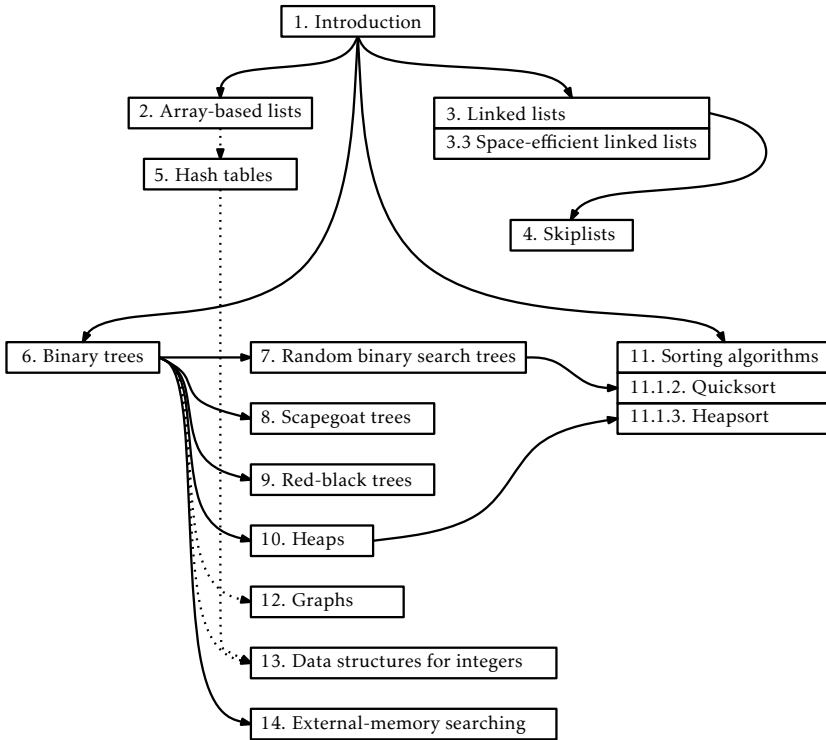 1. Introduction
2. Array-based lists
3. Linked lists
3.3 Space-efficient linked lists
5. Hash tables
4. Skiplists
6. Binary trees
7. Random binary search trees
11. Sorting algorithms
11.1.2. Quicksort
11.1.3. Heapsort
8. Scapegoat trees
9. Red-black trees
10. Heaps
12. Graphs
13. Data structures for integers
14. External-memory searching